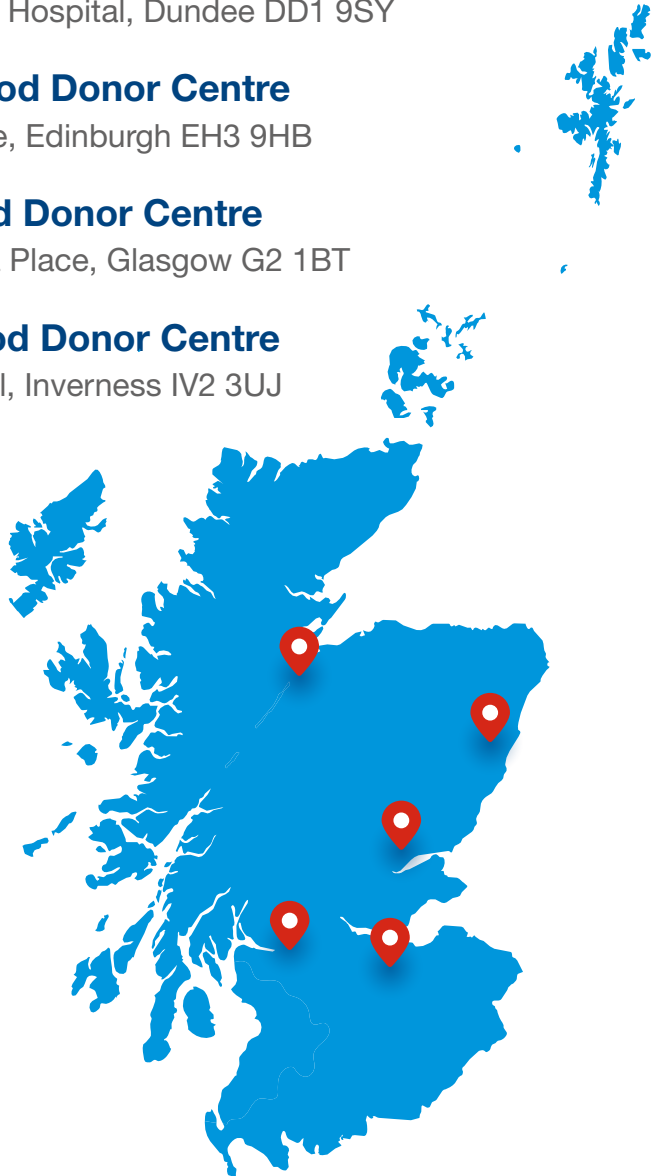 Hospital, Dundee DD1 9SY
od Donor Centre
e, Edinburgh EH3 9HB
d Donor Centre
Place, Glasgow G2 1BT
od Donor Centre
l, Inverness IV2 3UJ